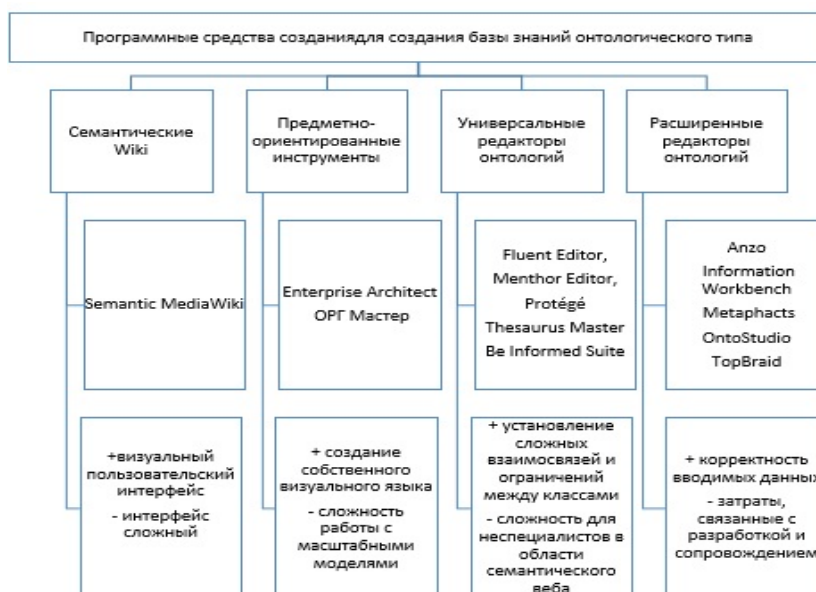 Программные средства созданиядля создания базы знаний онтологического типа
Семантические
Wiki
Предметно-
ориентированные
инструменты
Универсальные
редакторы
онтологий
Расширенные
редакторы
онтологий
Semantic MediaWiki
Enterprise Architect
ОРГ Мастер
Fluent Editor,
Menthor Editor,
Protégé
Thesaurus Master
Be Informed Suite
Anzo
Information
Workbench
Metaphacts
OntoStudio
TopBraid
+визуальный
пользовательский
интерфейс
- интерфейс
сложный
+ создание
собственного
визуального языка
- сложность
работы с
масштабными
моделями
+ установление
сложных
взаимосвязей и
ограничений
между классами
- сложность для
неспециалистов в
области
семантического
веба
+ корректность
вводимых данных
- затраты,
связанные с
разработкой и
сопровождением